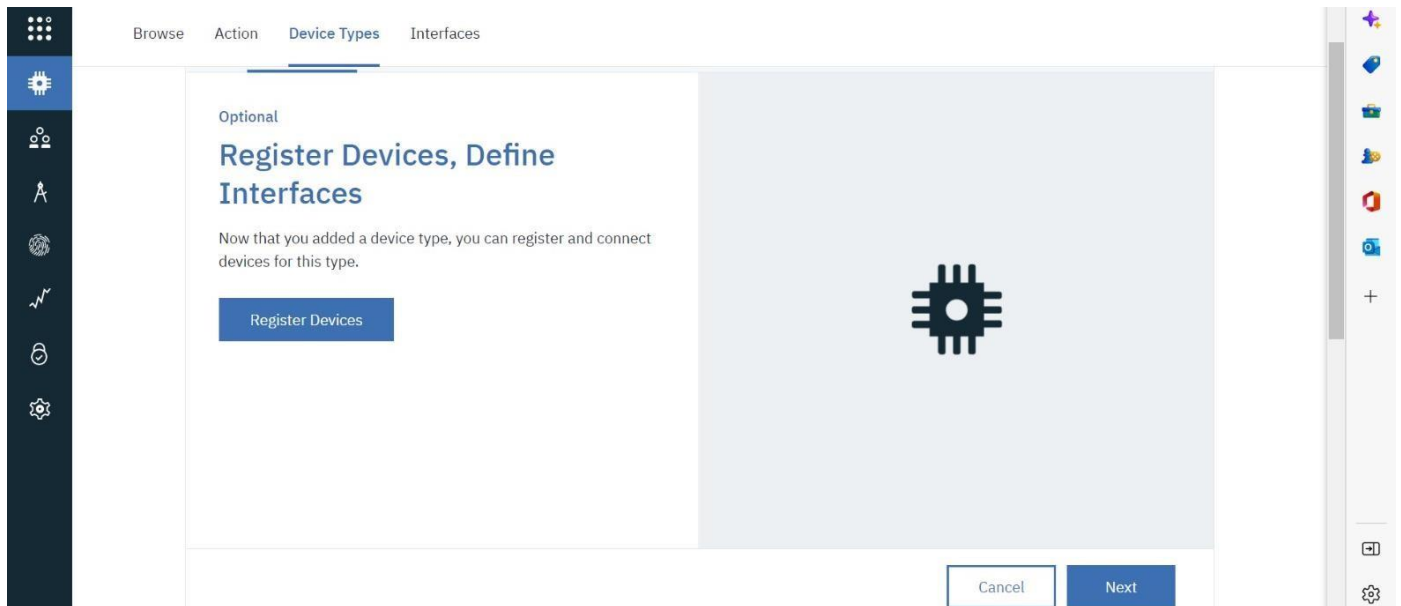 Browse Action Device Types Interfaces
Optional
Register Devices, Define
Interfaces
Now that you added a device type, you can register and connect
devices for this type.
Register Devices
Cancel Next